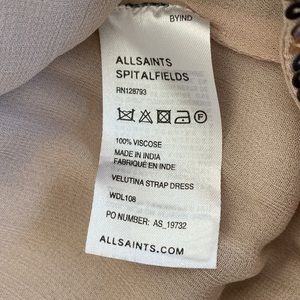 BYIND
ALLSAINTS
SPITALFIELDS
RN128793
100% VISCOSE
MADE IN INDIA
FABRIQUÉ EN INDE
VELUTINA STRAP DRESS
WDL108
PO NUMBER: AS_19732
ALLSAINTS.COM